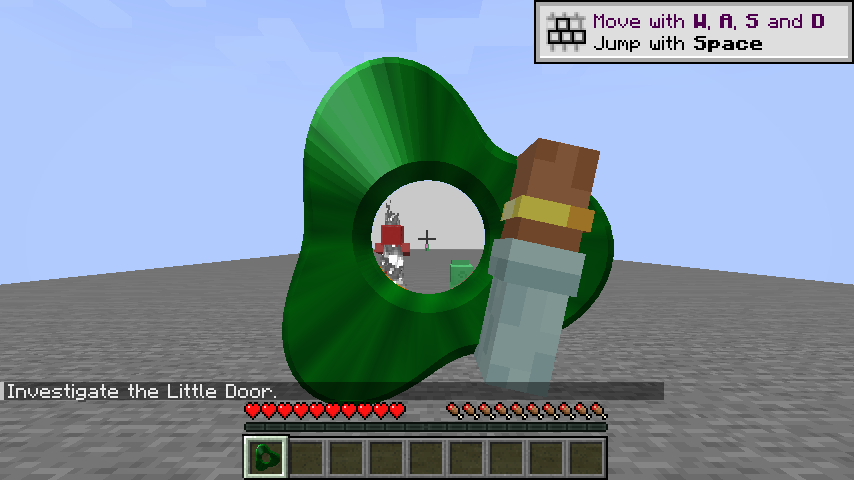 Move with W, A, S and D
Jump with Space
Investigate the Little Door.